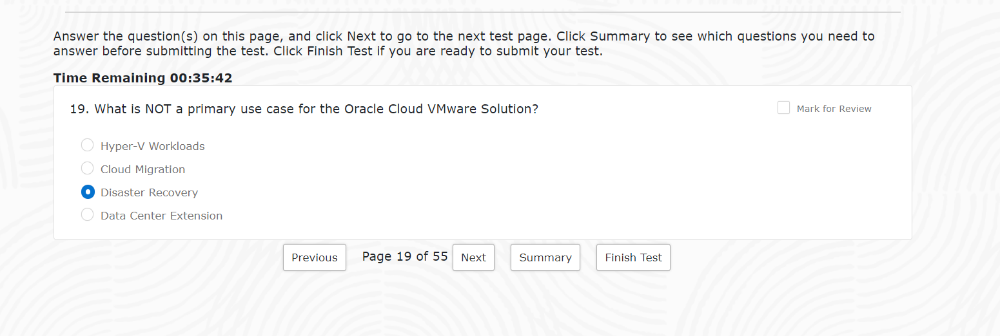 Answer the question(s) on this page, and click Next to go to the next test page. Click Summary to see which questions you need to
answer before submitting the test. Click Finish Test if you are ready to submit your test.
Time Remaining 00:35:42
19. What is NOT a primary use case for the Oracle Cloud VMware Solution?
Mark for Review
Hyper-V Workloads
Cloud Migration
Disaster Recovery
Data Center Extension
Previous
Page 19 of 55
Next
Summary
Finish Test